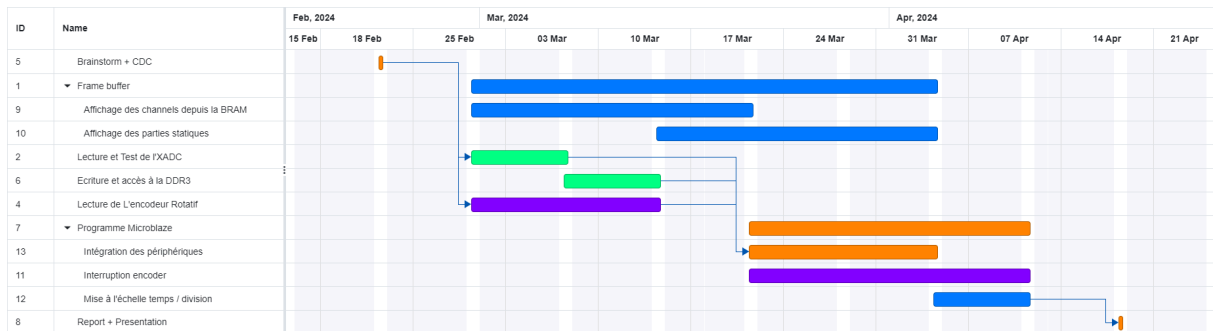 ID Name Feb, 2024 Mar, 2024 Apr, 2024
15 Feb 18 Feb 25 Feb 03 Mar 10 Mar 17 Mar 24 Mar 31 Mar 07 Apr 14 Apr 21 Apr
5 Brainstorm + CDC
1 Frame buffer
9 Affichage des channels depuis la BRAM
10 Affichage des parties statiques
2 Lecture et Test de l'XADC
6 Ecriture et accès à la DDR3
4 Lecture de L'encodeur Rotatif
7 Programme Microblaze
13 Intégration des périphériques
11 Interruption encoder
12 Mise à l'échelle temps / division
8 Report + Presentation